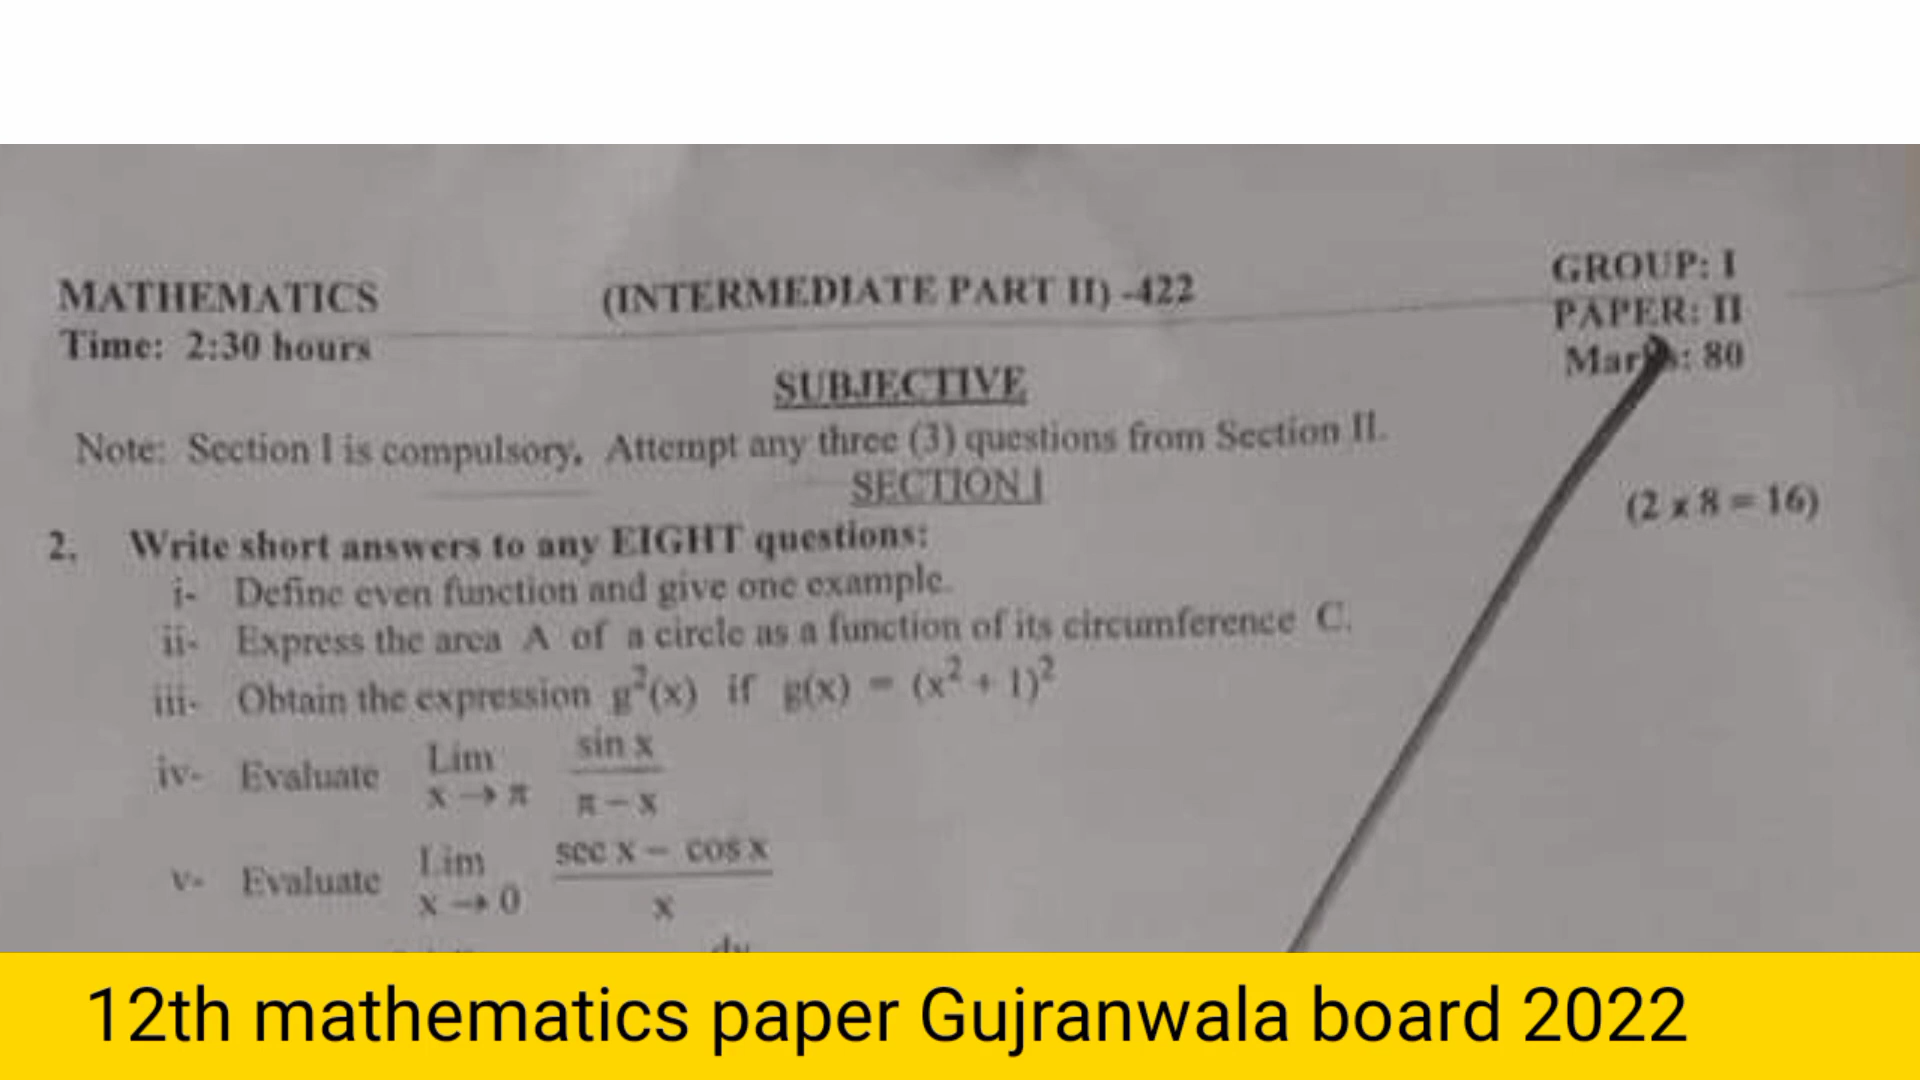 MATHEMATICS (INTERMEDIATE PART II) -422 GROUP: I
PAPER: II
Time: 2:30 hours Marks: 80
SUBJECTIVE
Note: Section I is compulsory. Attempt any three (3) questions from Section II.
SECTION I
2. Write short answers to any EIGHT questions: (2 x 8 = 16)
i- Define even function and give one example.
ii- Express the area A of a circle as a function of its circumference C.
iii- Obtain the expression g²(x) if g(x) = (x² + 1)²
iv- Evaluate Lim x → π sin x / π – x
v- Evaluate Lim x → 0 sec x – cos x / x
12th mathematics paper Gujranwala board 2022